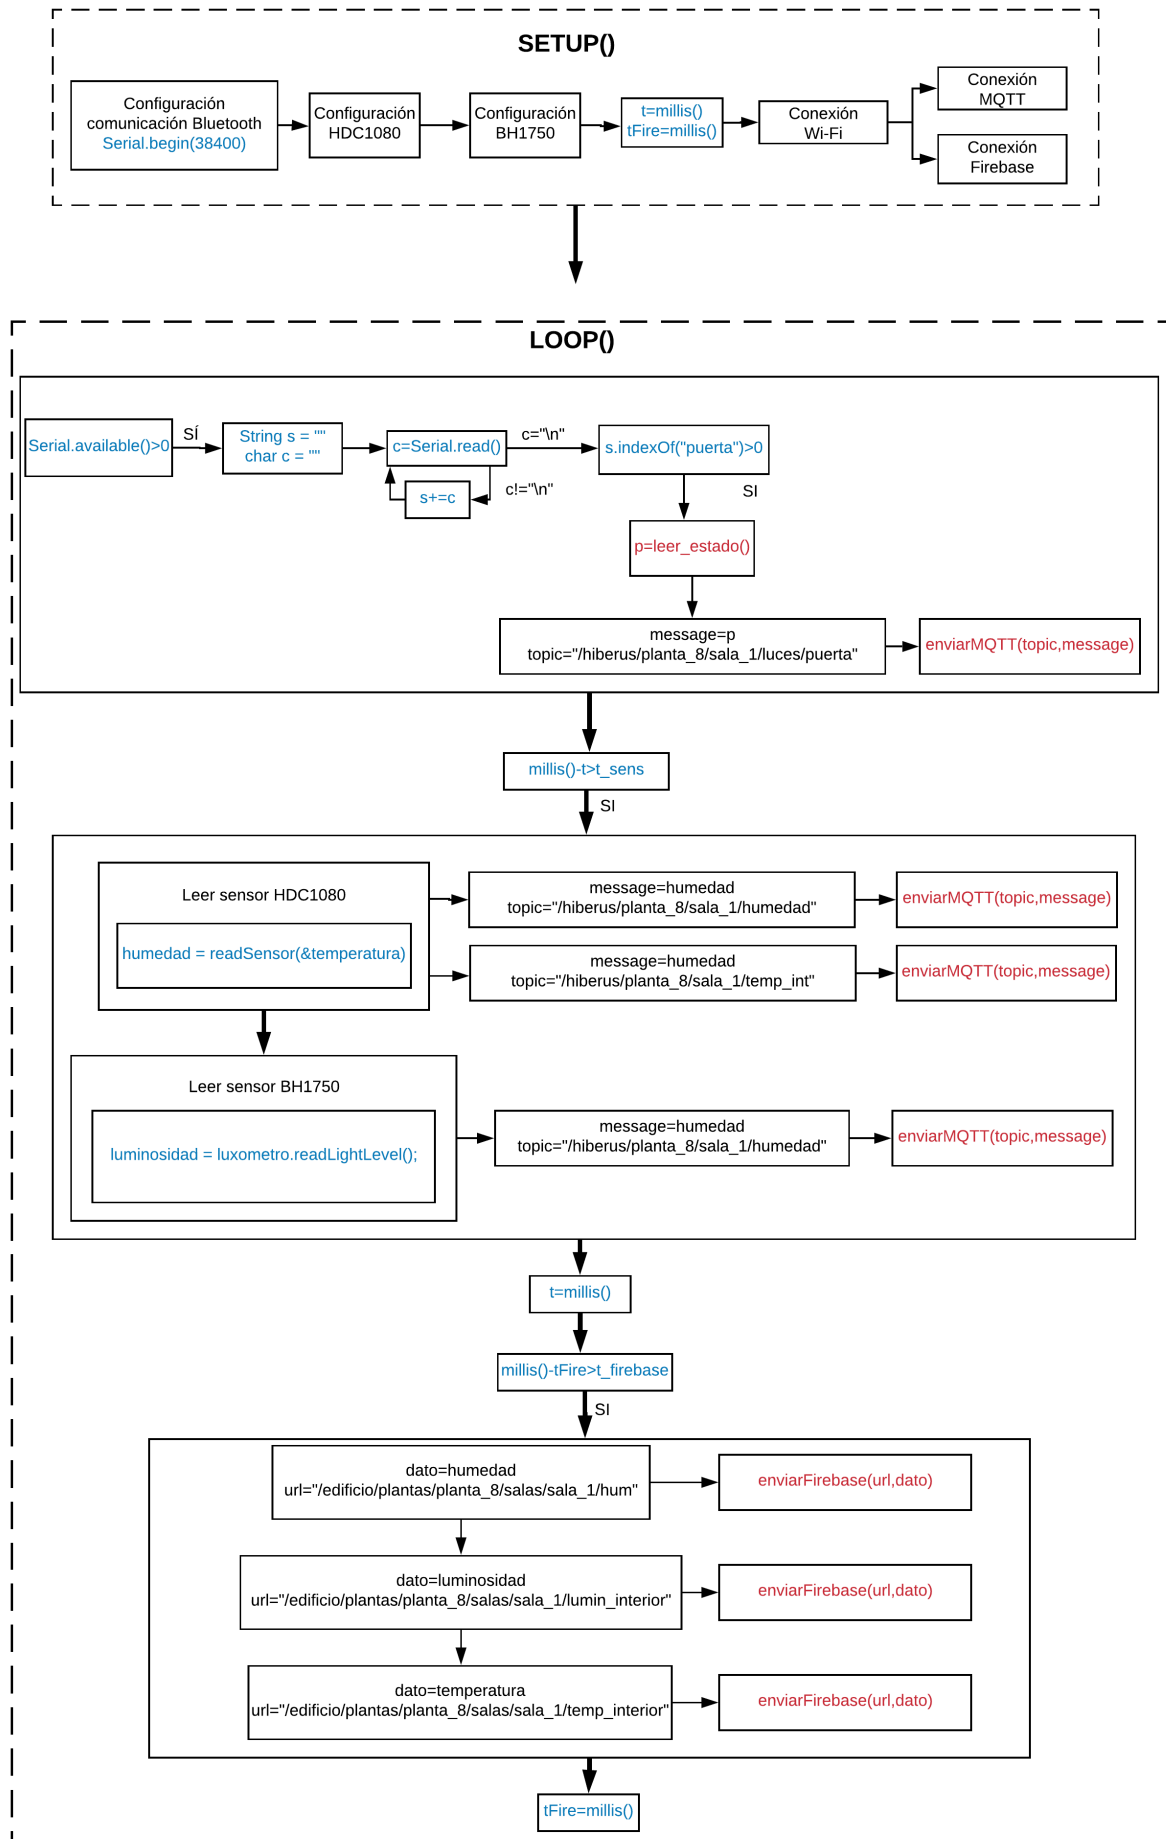 SETUP()
Configuración
comunicación Bluetooth
Serial.begin(38400)
Configuración
HDC1080
Configuración
BH1750
t=millis()
tFire=millis()
Conexión
Wi-Fi
Conexión
MQTT
Conexión
Firebase
LOOP()
Serial.available()>0
SÍ
String s = ""
char c = ""
c=Serial.read()
c="\n"
s.indexOf("puerta")>0
s+=c
c!="\n"
SI
p=leer_estado()
message=p
topic="/hiberus/planta_8/sala_1/luces/puerta"
enviarMQTT(topic,message)
millis()-t>t_sens
SI
Leer sensor HDC1080
humedad = readSensor(&temperatura)
message=humedad
topic="/hiberus/planta_8/sala_1/humedad"
enviarMQTT(topic,message)
message=humedad
topic="/hiberus/planta_8/sala_1/temp_int"
enviarMQTT(topic,message)
Leer sensor BH1750
luminosidad = luxometro.readLightLevel();
message=humedad
topic="/hiberus/planta_8/sala_1/humedad"
enviarMQTT(topic,message)
t=millis()
millis()-tFire>t_firebase
SI
dato=humedad
url="/edificio/plantas/planta_8/salas/sala_1/hum"
enviarFirebase(url,dato)
dato=luminosidad
url="/edificio/plantas/planta_8/salas/sala_1/lumin_interior"
enviarFirebase(url,dato)
dato=temperatura
url="/edificio/plantas/planta_8/salas/sala_1/temp_interior"
enviarFirebase(url,dato)
tFire=millis()